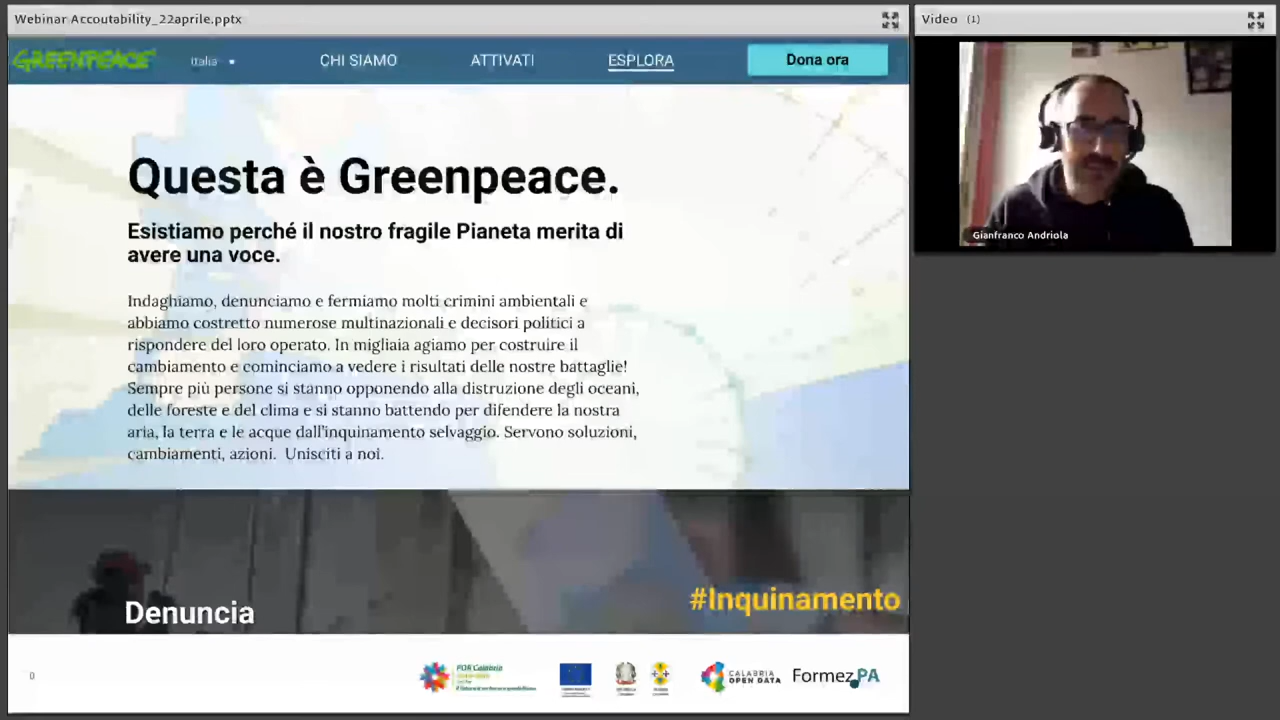 Webinar Accoutability_22aprile.pptx
Video (1)
GREENPEACE
Italia
CHI SIAMO
ATTIVATI
ESPLORA
Dona ora
Gianfranco Andriola
Questa è Greenpeace.
Esistiamo perché il nostro fragile Pianeta merita di
avere una voce.
Indaghiamo, denunciamo e fermiamo molti crimini ambientali e
abbiamo costretto numerose multinazionali e decisori politici a
rispondere del loro operato. In migliaia agiamo per costruire il
cambiamento e cominciamo a vedere i risultati delle nostre battaglie!
Sempre più persone si stanno opponendo alla distruzione degli oceani,
delle foreste e del clima e si stanno battendo per difendere la nostra
aria, la terra e le acque dall'inquinamento selvaggio. Servono soluzioni,
cambiamenti, azioni. Unisciti a noi.
Denuncia
#Inquinamento
0
POR Calabria
CALABRIA
OPEN DATA
FormezPA